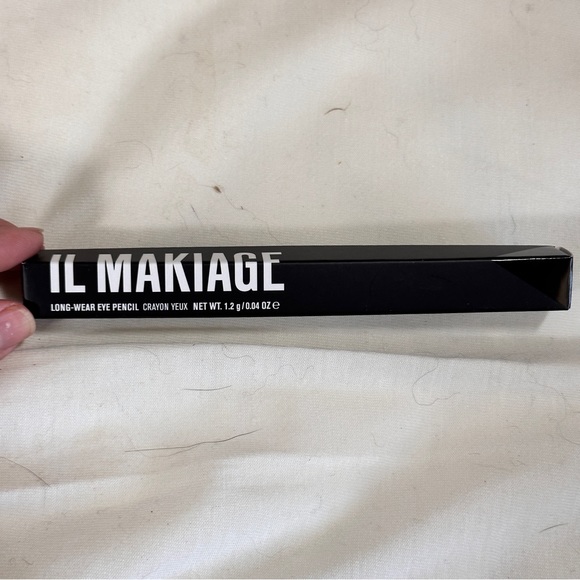 IL MAKIAGE
LONG-WEAR EYE PENCIL CRAYON YEUX NET WT. 1.2 g/0.04 OZ ℮